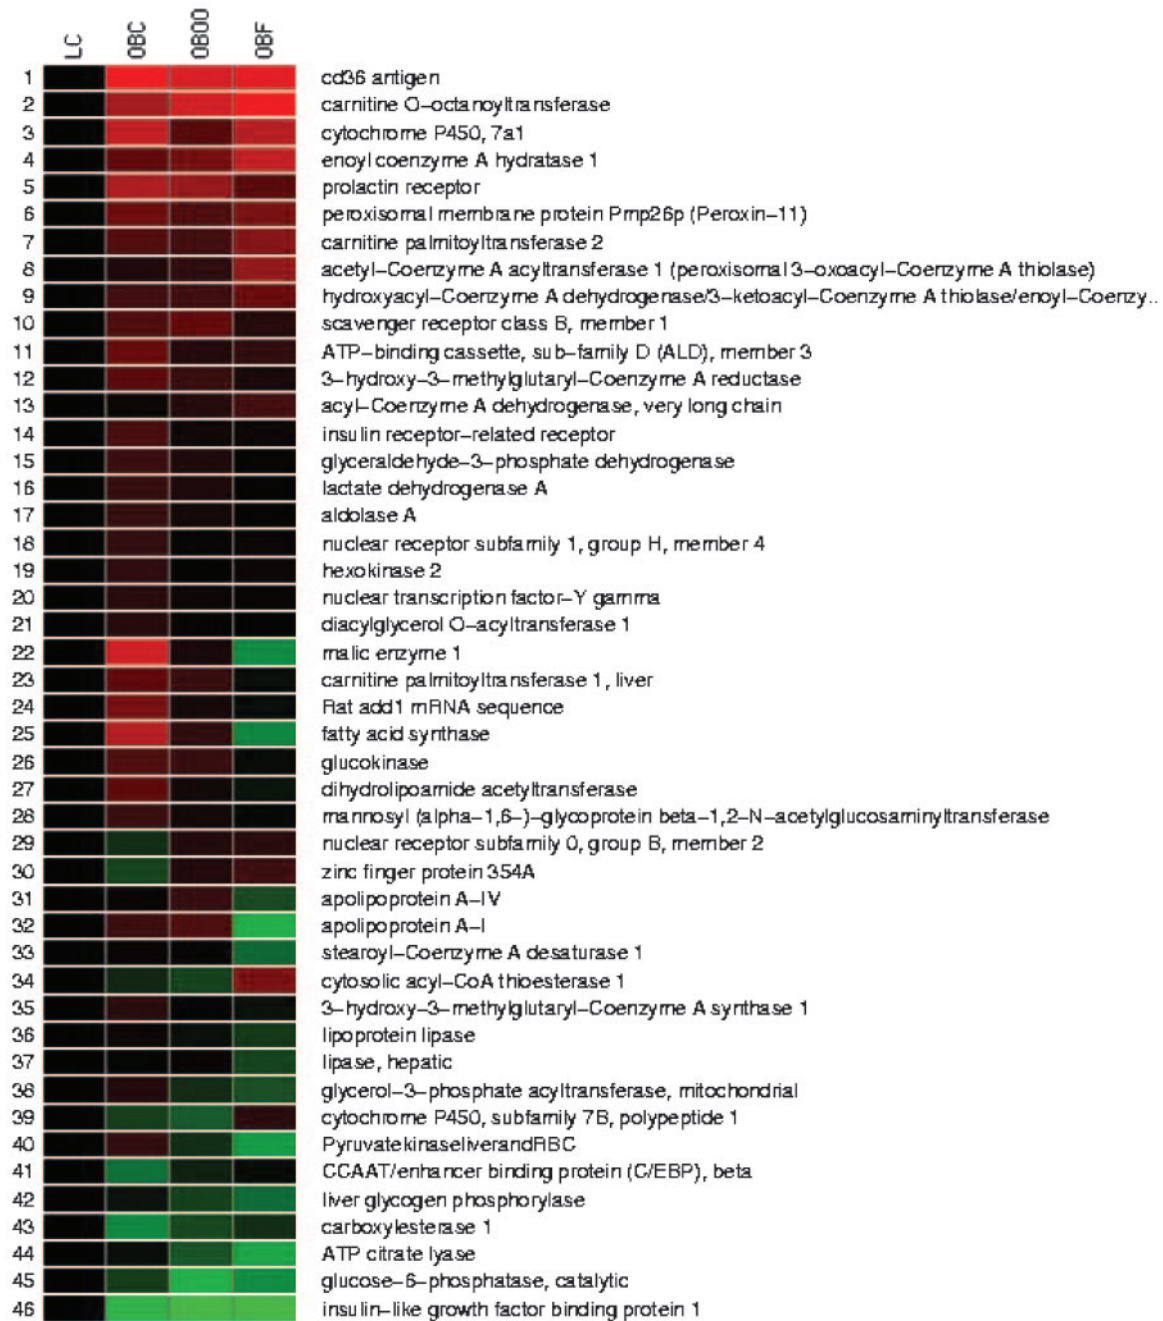 LC OBC OBOO OBF
1 cd36 antigen
2 carnitine O-octanoyltransferase
3 cytochrome P450, 7a1
4 enoyl coenzyme A hydratase 1
5 prolactin receptor
6 peroxisomal membrane protein Pmp26p (Peroxin-11)
7 carnitine palmitoyltransferase 2
8 acetyl-Coenzyme A acyltransferase 1 (peroxisomal 3-oxoacyl-Coenzyme A thiolase)
9 hydroxyacyl-Coenzyme A dehydrogenase/3-ketoacyl-Coenzyme A thiolase/enoyl-Coenzy..
10 scavenger receptor class B, member 1
11 ATP-binding cassette, sub-family D (ALD), member 3
12 3-hydroxy-3-methylglutaryl-Coenzyme A reductase
13 acyl-Coenzyme A dehydrogenase, very long chain
14 insulin receptor-related receptor
15 glyceraldehyde-3-phosphate dehydrogenase
16 lactate dehydrogenase A
17 aldolase A
18 nuclear receptor subfamily 1, group H, member 4
19 hexokinase 2
20 nuclear transcription factor-Y gamma
21 diacylglycerol O-acyltransferase 1
22 malic enzyme 1
23 carnitine palmitoyltransferase 1, liver
24 Rat add1 mRNA sequence
25 fatty acid synthase
26 glucokinase
27 dihydrolipoamide acetyltransferase
28 mannosyl (alpha-1,6-)-glycoprotein beta-1,2-N-acetylglucosaminyltransferase
29 nuclear receptor subfamily 0, group B, member 2
30 zinc finger protein 354A
31 apolipoprotein A-IV
32 apolipoprotein A-I
33 stearoyl-Coenzyme A desaturase 1
34 cytosolic acyl-CoA thioesterase 1
35 3-hydroxy-3-methylglutaryl-Coenzyme A synthase 1
36 lipoprotein lipase
37 lipase, hepatic
38 glycerol-3-phosphate acyltransferase, mitochondrial
39 cytochrome P450, subfamily 7B, polypeptide 1
40 PyruvatekinaseliverandRBC
41 CCAAT/enhancer binding protein (C/EBP), beta
42 liver glycogen phosphorylase
43 carboxylesterase 1
44 ATP citrate lyase
45 glucose-6-phosphatase, catalytic
46 insulin-like growth factor binding protein 1